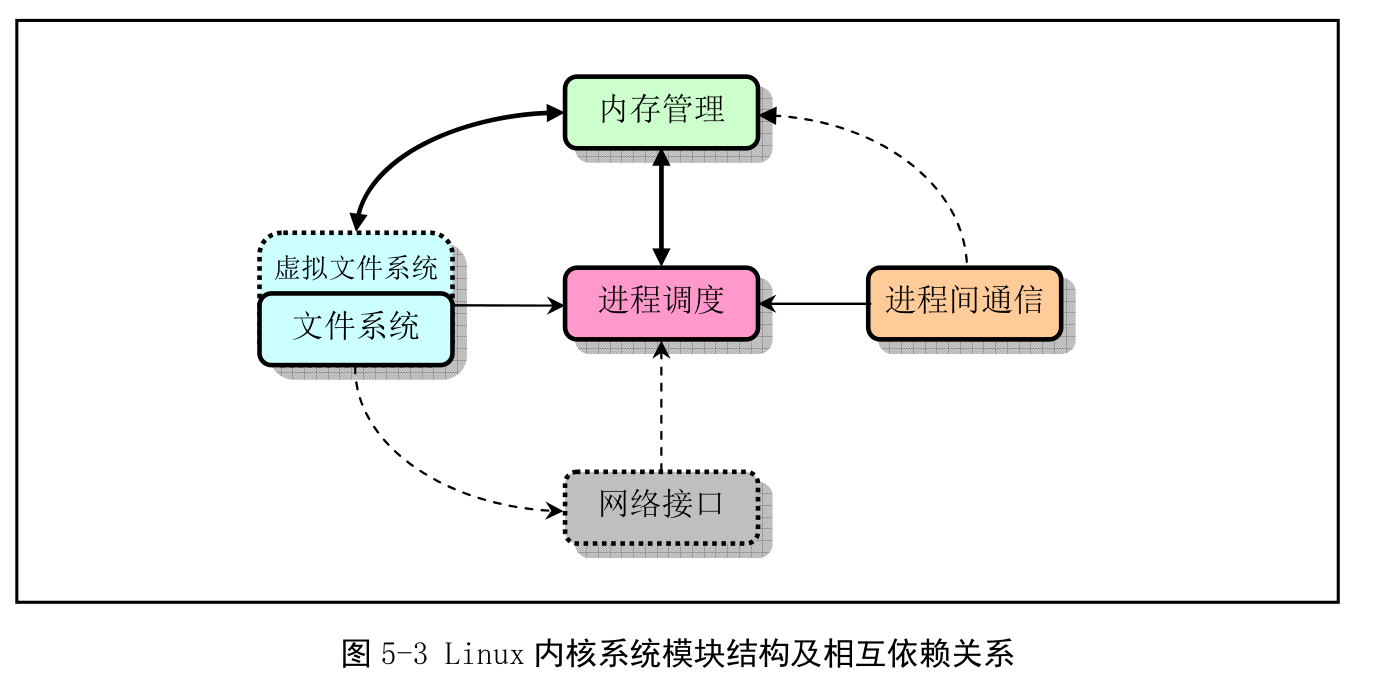 内存管理
虚拟文件系统
文件系统
进程调度
进程间通信
网络接口
图 5-3 Linux 内核系统模块结构及相互依赖关系